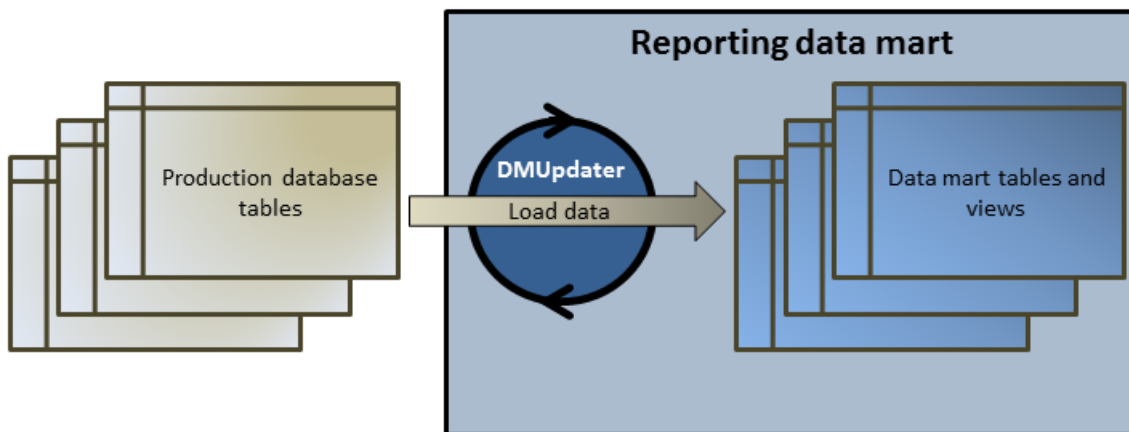 Reporting data mart
Production database
tables
DMUpdater
Load data
Data mart tables and
views